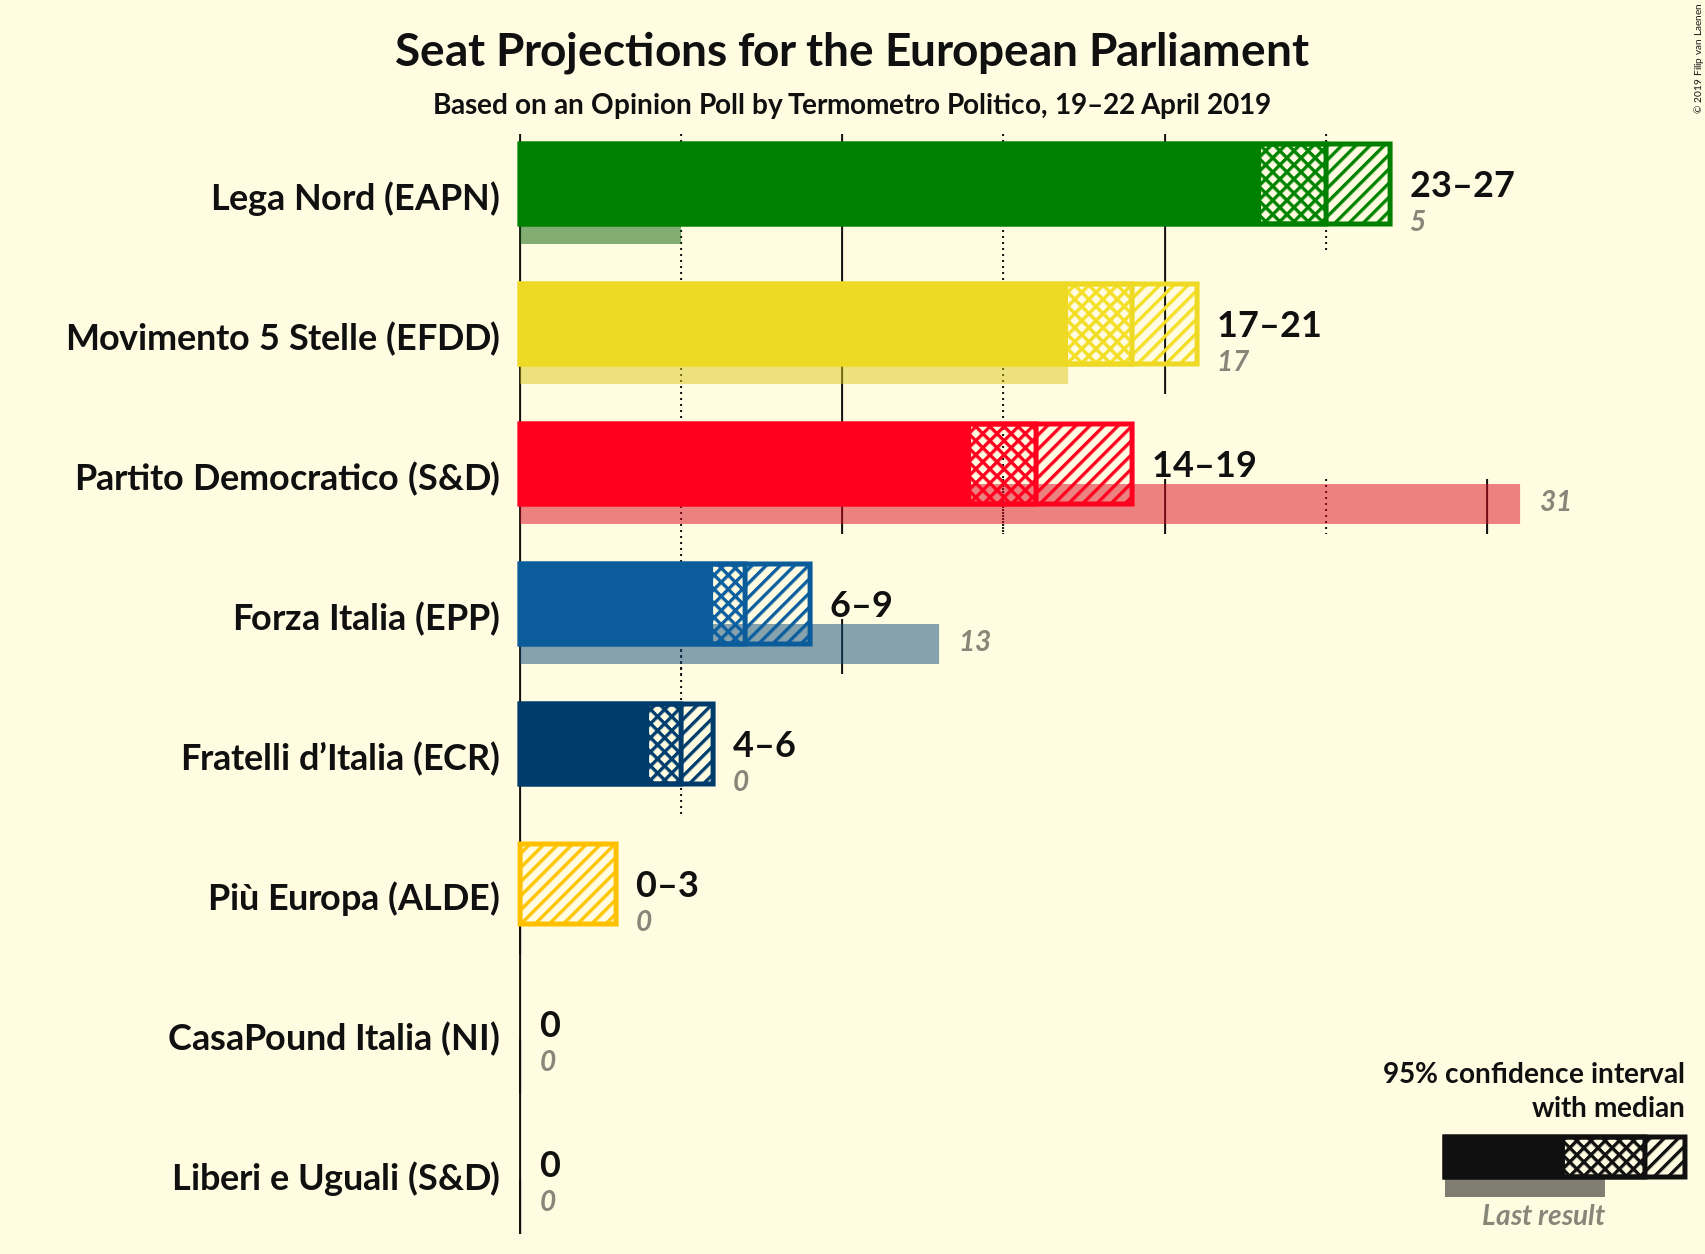 Seat Projections for the European Parliament
Based on an Opinion Poll by Termometro Politico, 19–22 April 2019
© 2019 Filip van Laenen
Lega Nord (EAPN)
23–27
5
Movimento 5 Stelle (EFDD)
17–21
17
Partito Democratico (S&D)
14–19
31
Forza Italia (EPP)
6–9
13
Fratelli d’Italia (ECR)
4–6
0
Più Europa (ALDE)
0–3
0
CasaPound Italia (NI)
0
0
Liberi e Uguali (S&D)
0
0
95% confidence interval
with median
Last result